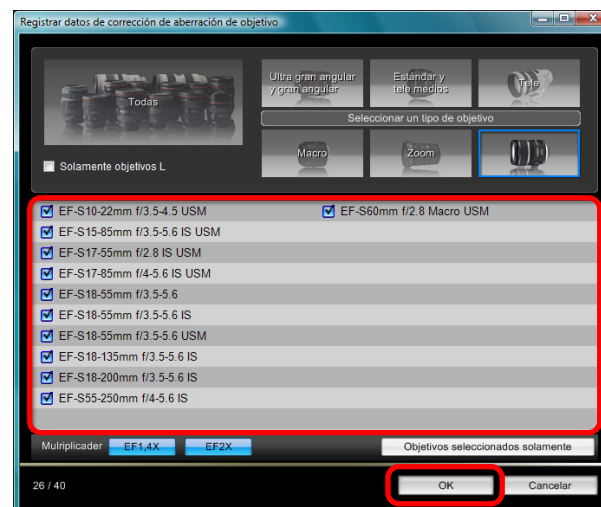 Registrar datos de corrección de aberración de objetivo
Todas
Solamente objetivos L
Ultra gran angular
y gran angular
Estándar y
tele medios
Tele
Seleccionar un tipo de objetivo
Macro
Zoom
EF-S10-22mm f/3.5-4.5 USM
EF-S15-85mm f/3.5-5.6 IS USM
EF-S17-55mm f/2.8 IS USM
EF-S17-85mm f/4-5.6 IS USM
EF-S18-55mm f/3.5-5.6
EF-S18-55mm f/3.5-5.6 IS
EF-S18-55mm f/3.5-5.6 USM
EF-S18-135mm f/3.5-5.6 IS
EF-S18-200mm f/3.5-5.6 IS
EF-S55-250mm f/4-5.6 IS
EF-S60mm f/2.8 Macro USM
Mulriplicader EF1,4X EF2X Objetivos seleccionados solamente
26 / 40 OK Cancelar